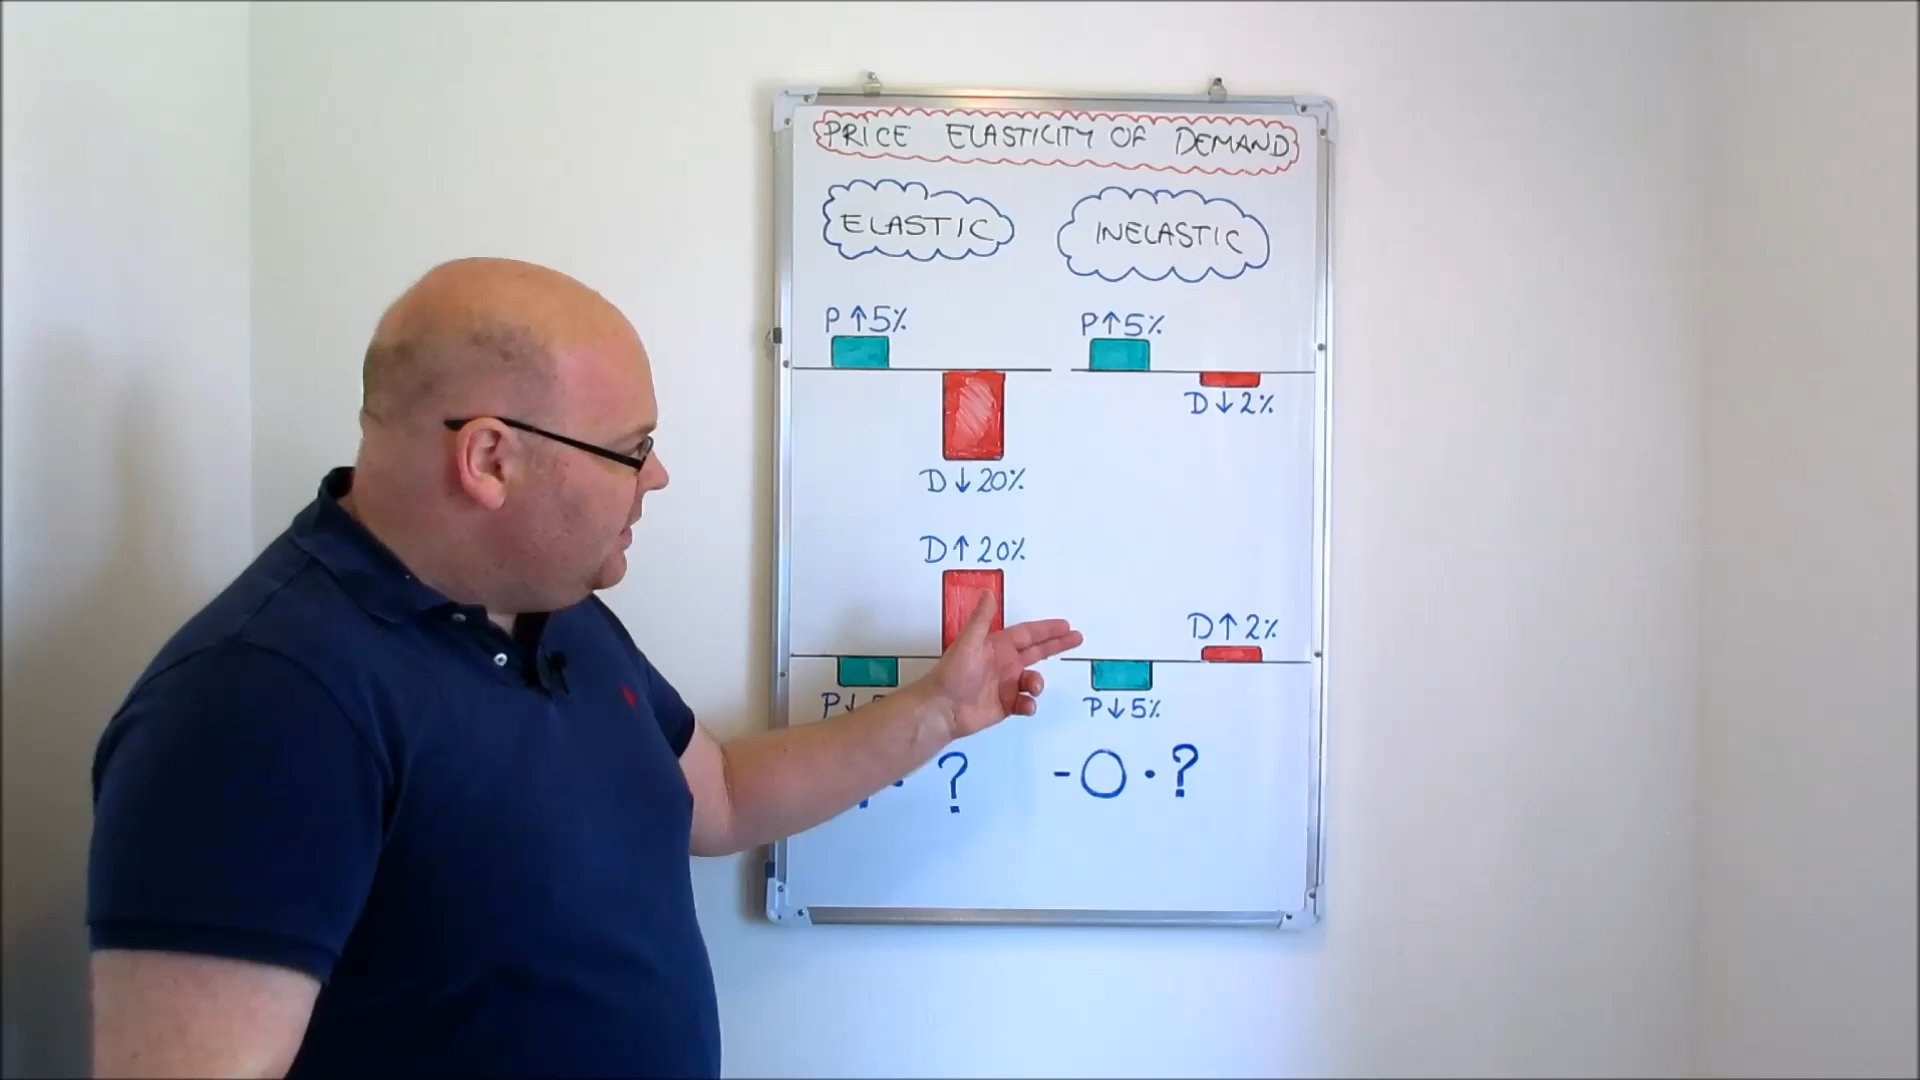 PRICE ELASTICITY OF DEMAND
ELASTIC
INELASTIC
P↑5%
P↑5%
D↓2%
D↓20%
D↑20%
D↑2%
P↓
P↓5%
?
-O.?